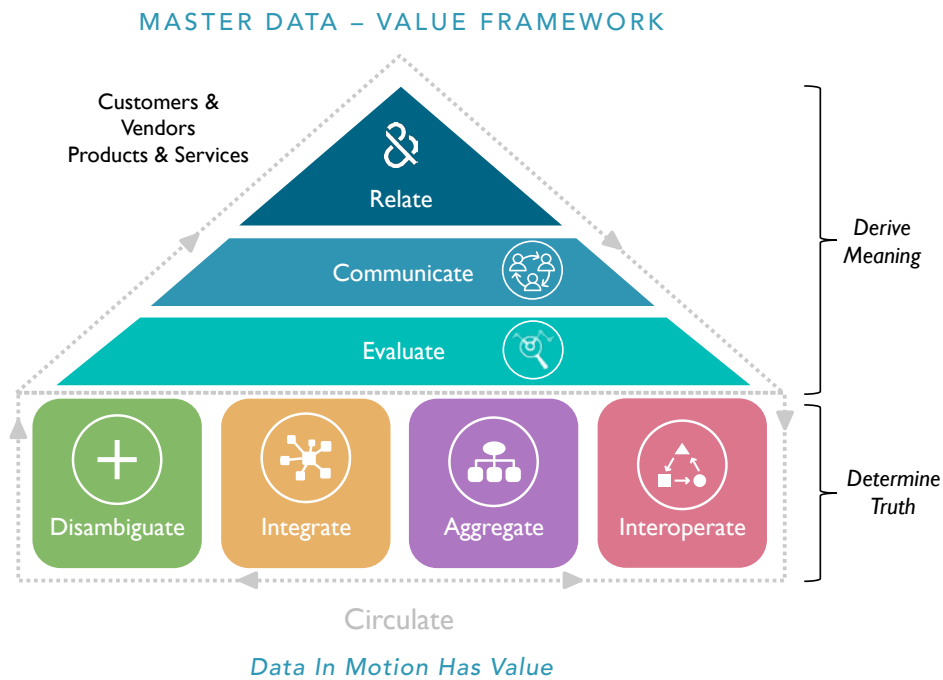 MASTER DATA – VALUE FRAMEWORK
Customers &
Vendors
Products & Services
&
Relate
Communicate
Evaluate
Derive
Meaning
Disambiguate
Integrate
Aggregate
Interoperate
Determine
Truth
Circulate
Data In Motion Has Value